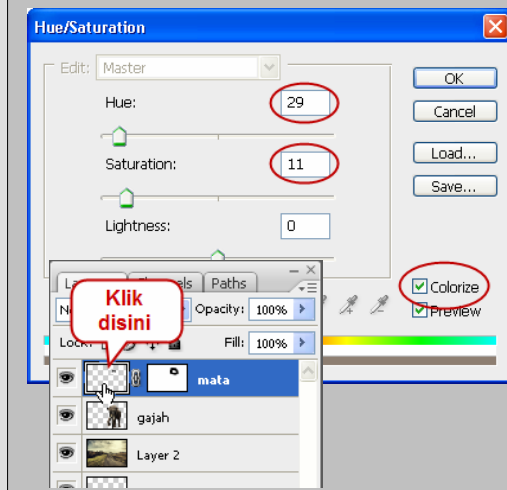 Hue/Saturation
Edit: Master
OK
Hue: 29
Cancel
Load...
Saturation: 11
Save...
Lightness: 0
Colorize
Preview
Paths
Klik
disini
Opacity: 100%
Fill: 100%
mata
gajah
Layer 2